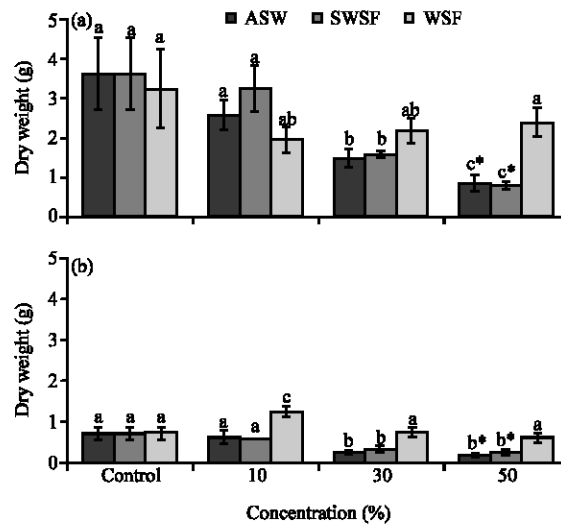 (a)
ASW SWSF WSF
Dry weight (g)
5
4
3
2
1
0
a a a
a a ab
b b ab
c* c* a
(b)
Dry weight (g)
5
4
3
2
1
0
a a a
a a c
b b a
b* b* a
Control 10 30 50
Concentration (%)